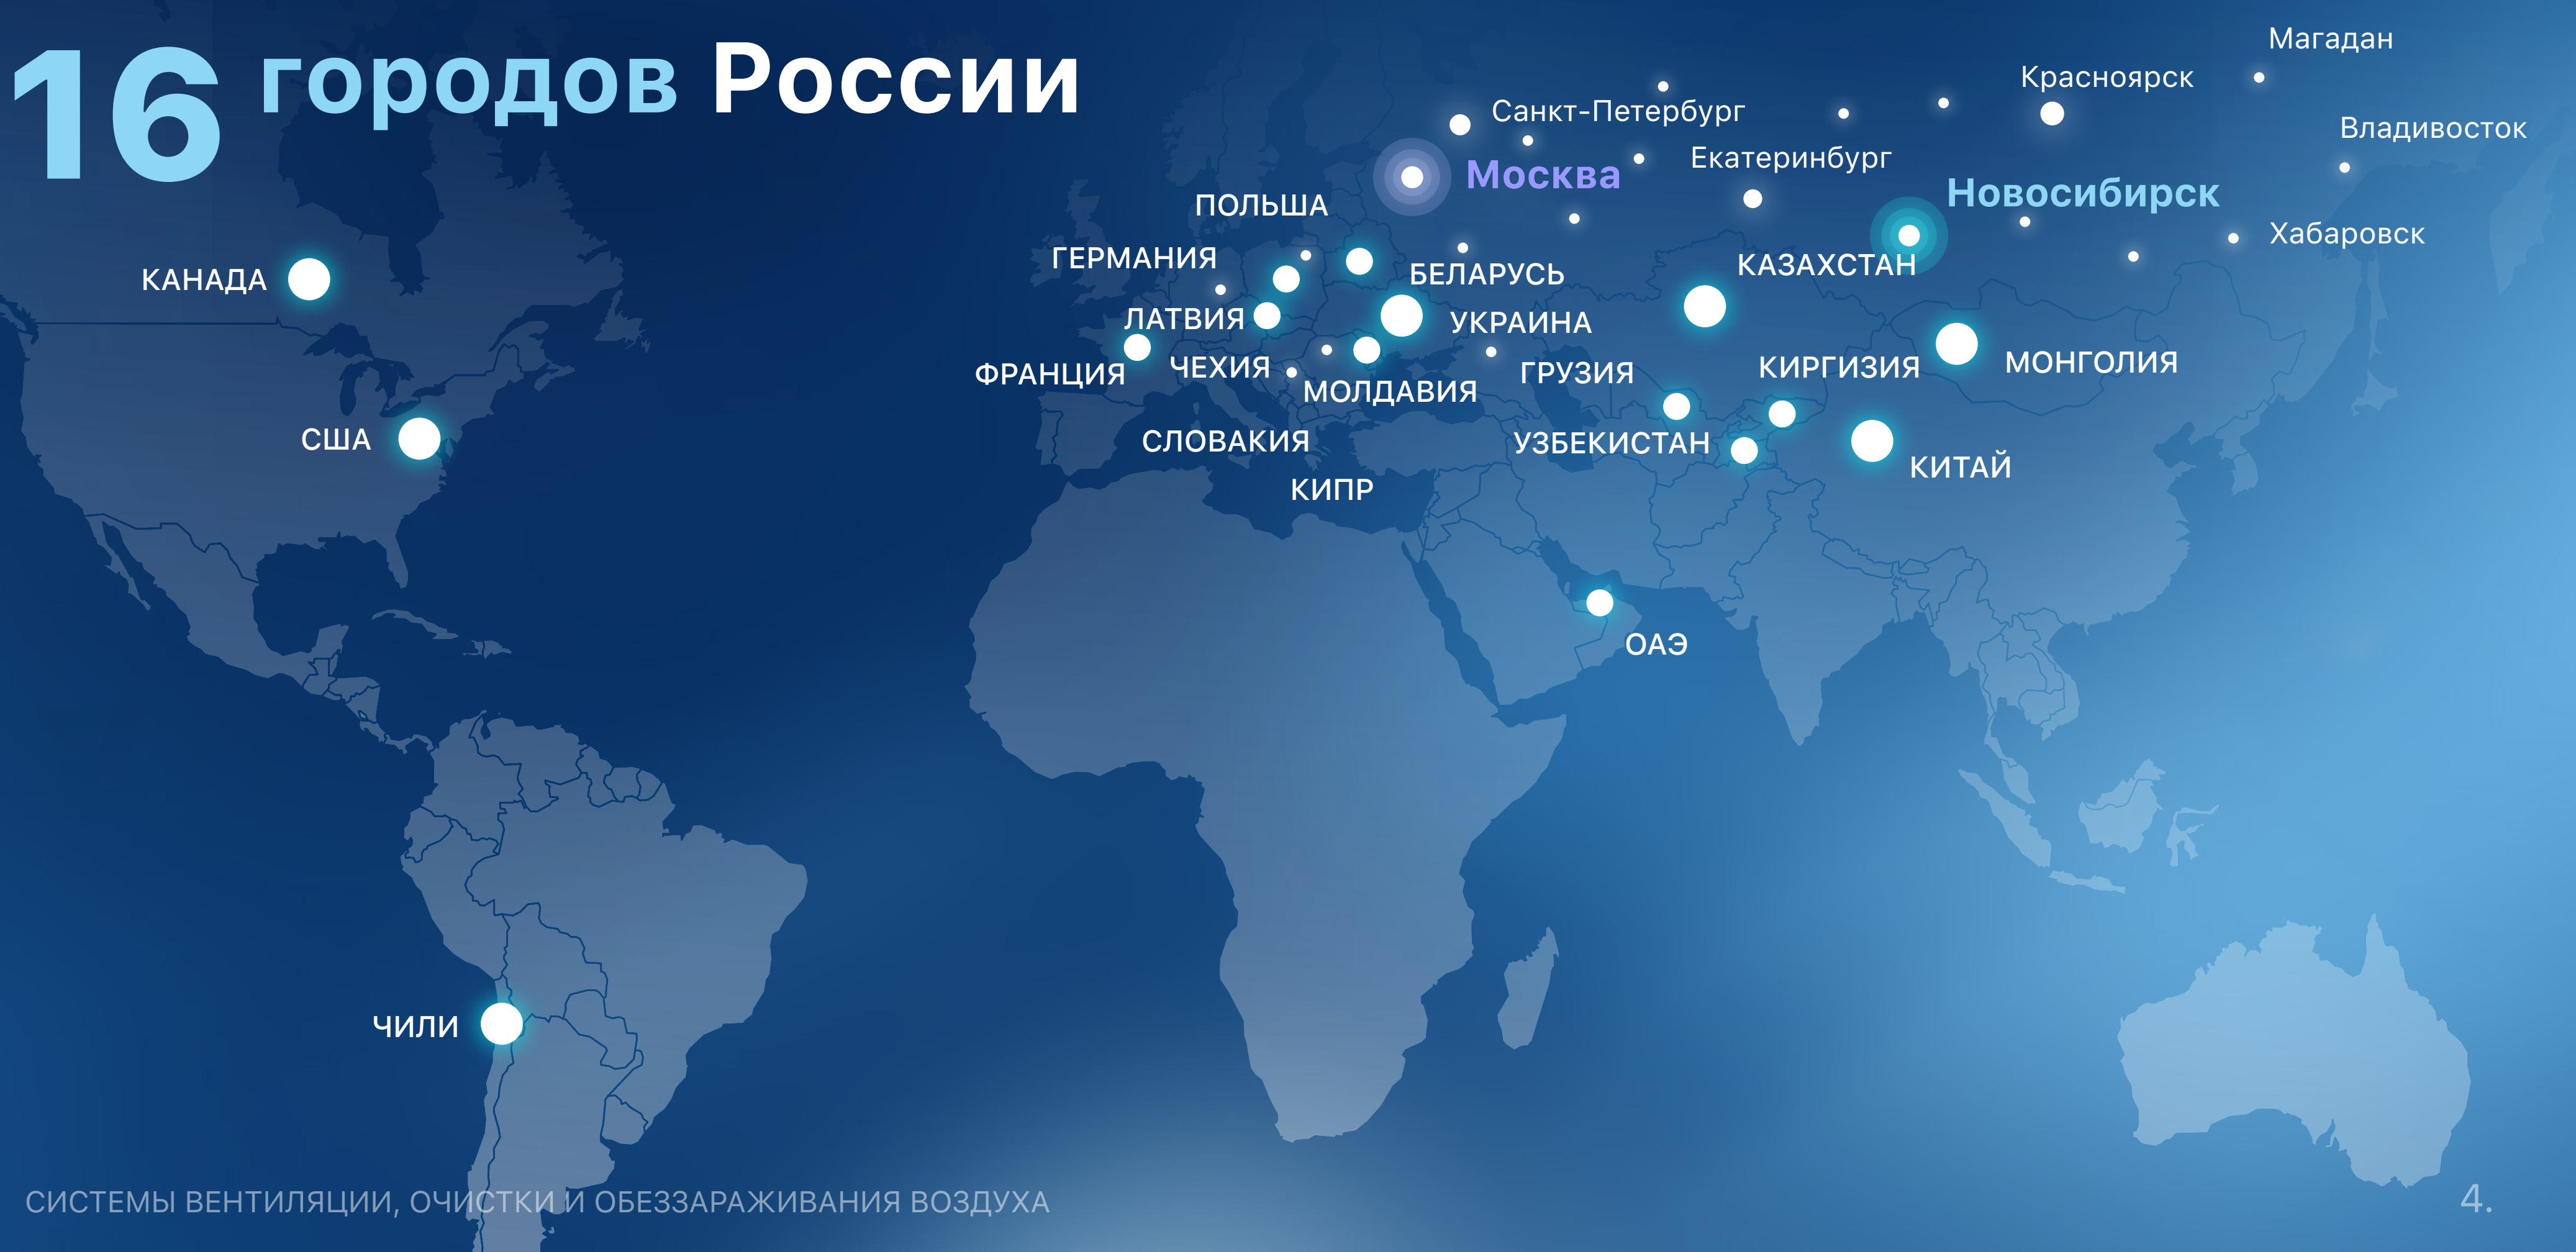 16 городов России
Магадан
Красноярск
Санкт-Петербург
Владивосток
Екатеринбург
Москва
Новосибирск
ПОЛЬША
Хабаровск
ГЕРМАНИЯ
КАЗАХСТАН
БЕЛАРУСЬ
КАНАДА
ЛАТВИЯ
УКРАИНА
МОНГОЛИЯ
КИРГИЗИЯ
ЧЕХИЯ
ГРУЗИЯ
ФРАНЦИЯ
МОЛДАВИЯ
США
СЛОВАКИЯ
УЗБЕКИСТАН
КИТАЙ
КИПР
ОАЭ
ЧИЛИ
СИСТЕМЫ ВЕНТИЛЯЦИИ, ОЧИСТКИ И ОБЕЗЗАРАЖИВАНИЯ ВОЗДУХА
4.